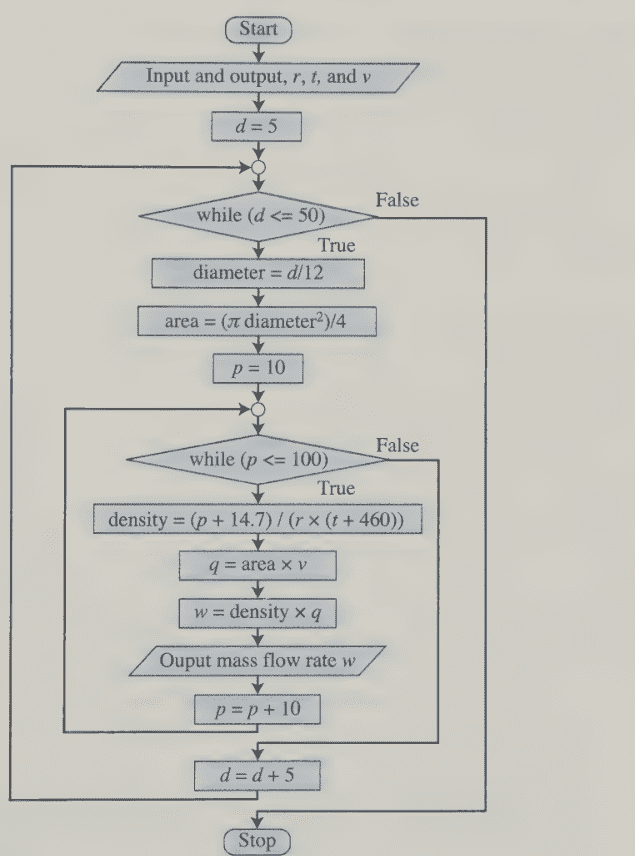 Start
Input and output, r, t, and v
d = 5
while (d <= 50)
False
True
diameter = d/12
area = (π diameter²)/4
p = 10
while (p <= 100)
False
True
density = (p + 14.7) / (r × (t + 460))
q = area × v
w = density × q
Ouput mass flow rate w
p = p + 10
d = d + 5
Stop